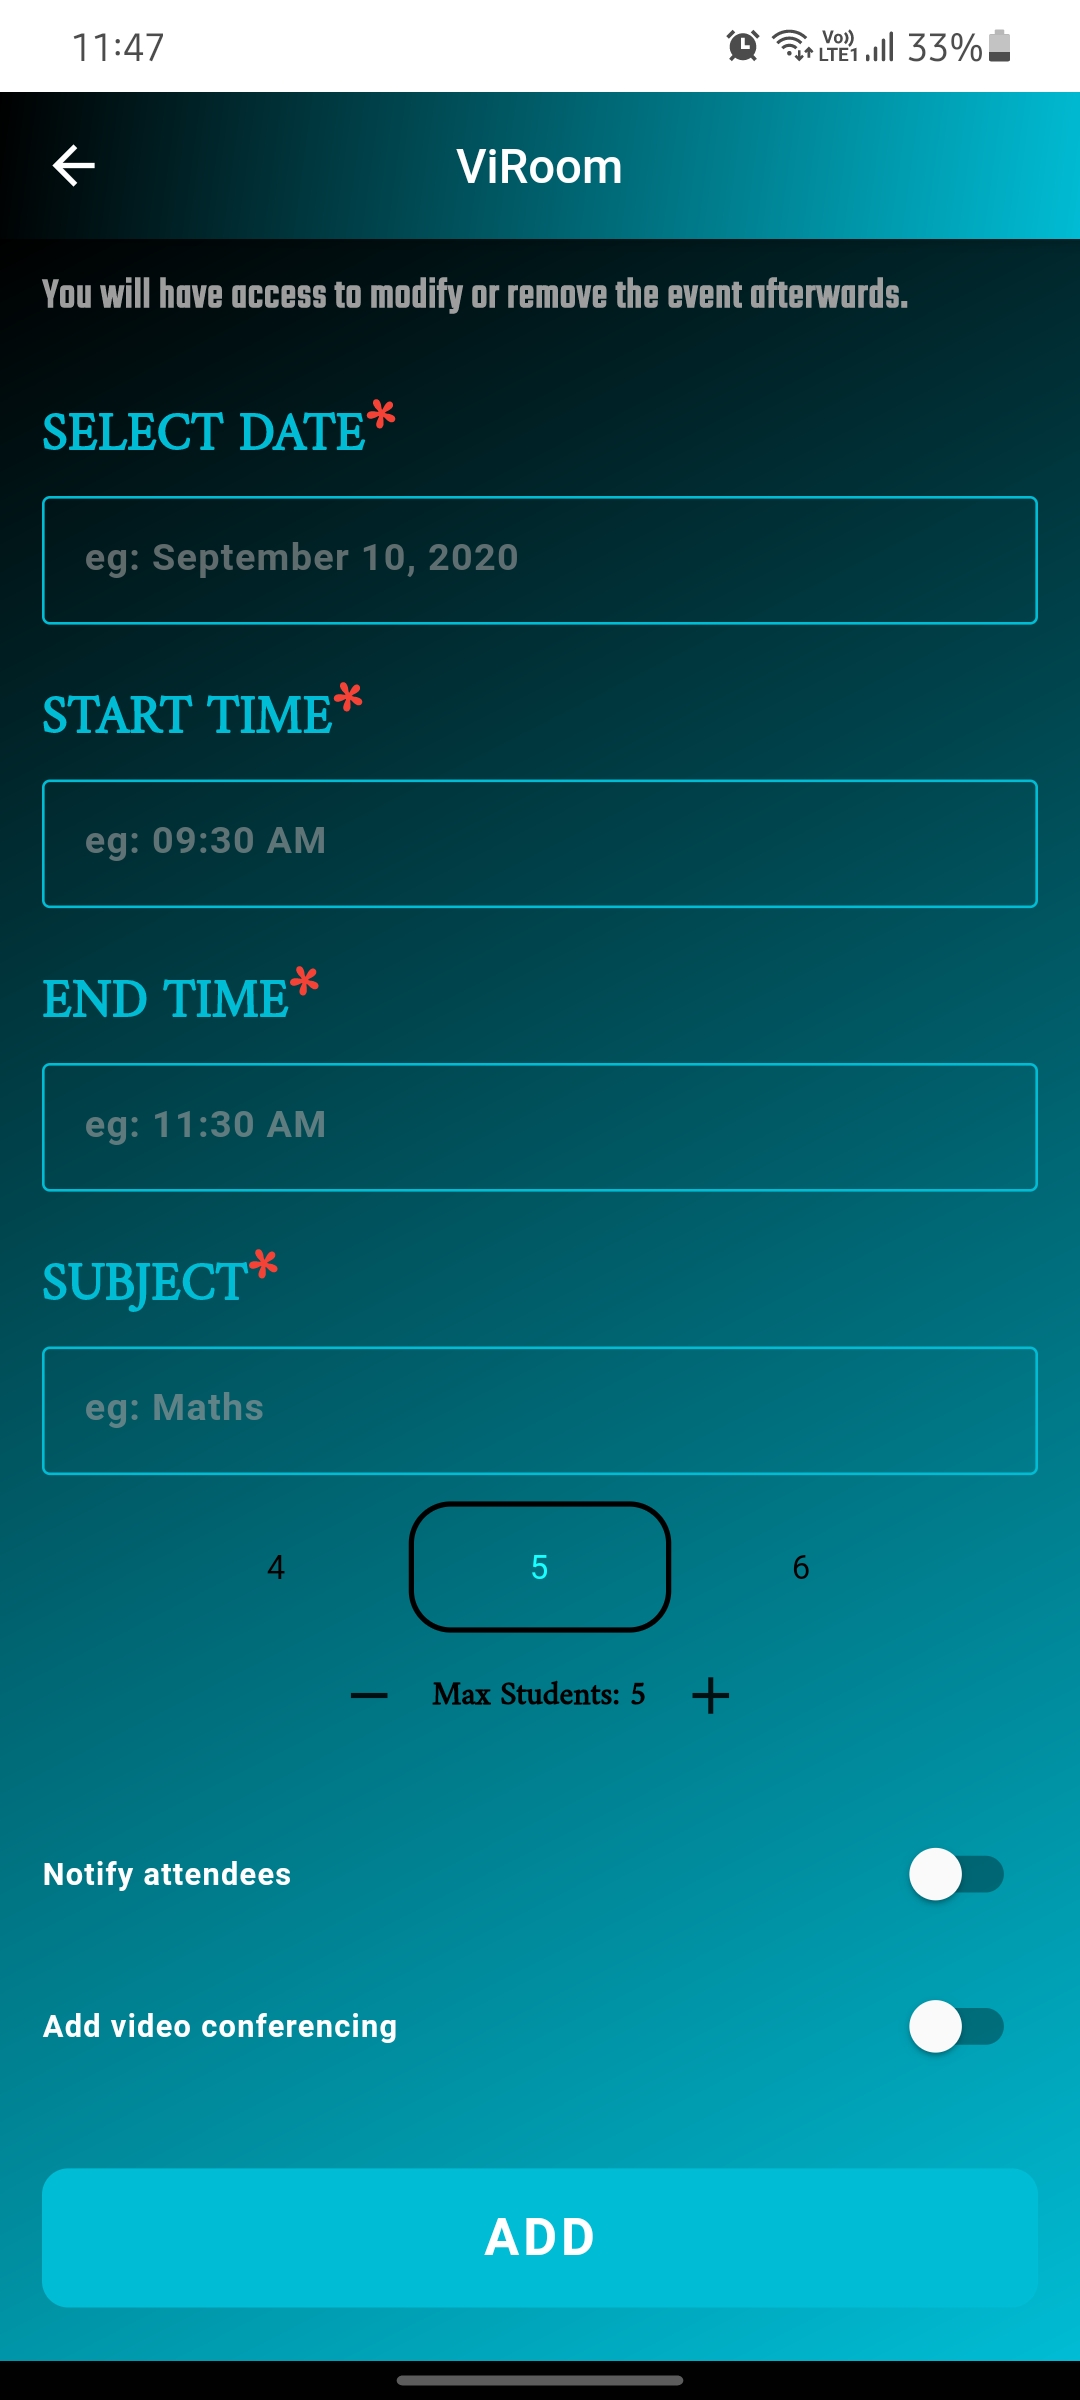 11:47 Vo)) LTE1 33%
ViRoom
You will have access to modify or remove the event afterwards.
SELECT DATE*
eg: September 10, 2020
START TIME*
eg: 09:30 AM
END TIME*
eg: 11:30 AM
SUBJECT*
eg: Maths
4 5 6
— Max Students: 5 +
Notify attendees
Add video conferencing
ADD